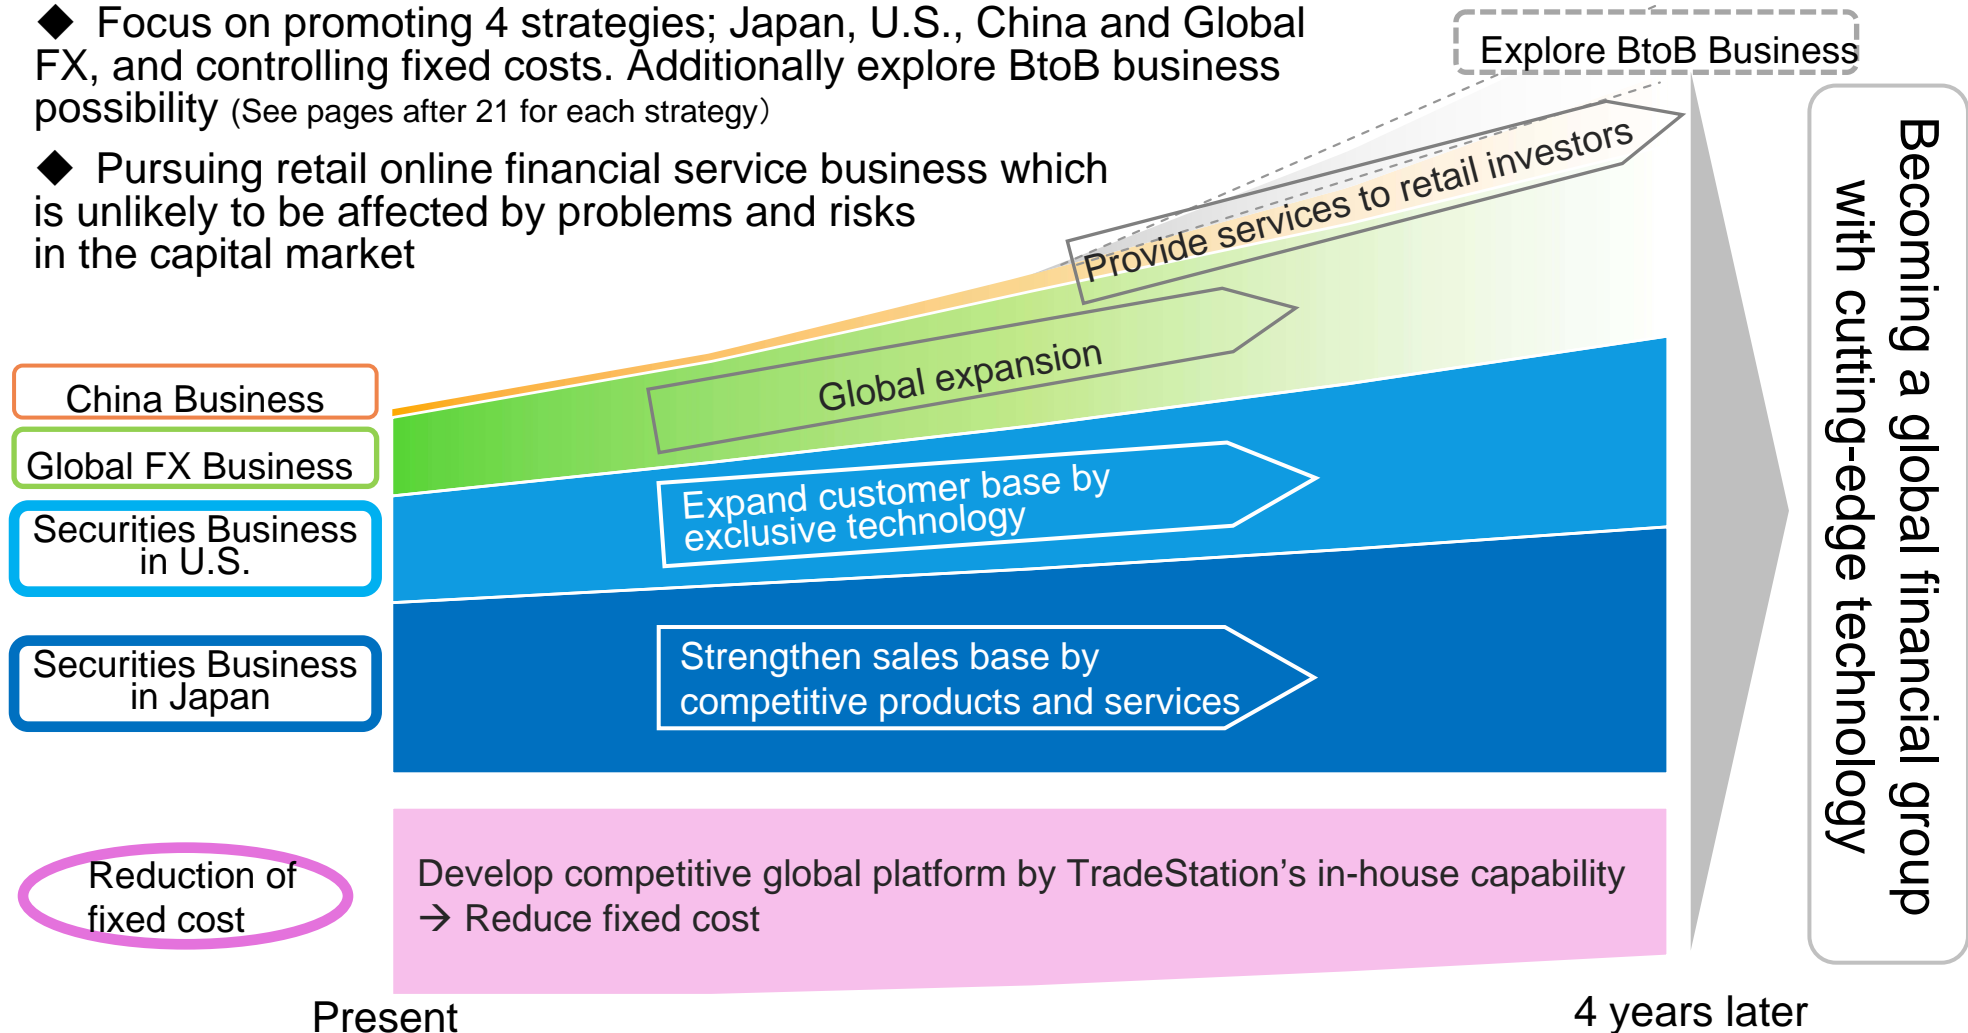 ◆ Focus on promoting 4 strategies; Japan, U.S., China and Global
FX, and controlling fixed costs. Additionally explore BtoB business
possibility (See pages after 21 for each strategy）
◆ Pursuing retail online financial service business which
is unlikely to be affected by problems and risks
in the capital market
Explore BtoB Business
Provide services to retail investors
Global expansion
China Business
Global FX Business
Securities Business
in U.S.
Expand customer base by
exclusive technology
Securities Business
in Japan
Strengthen sales base by
competitive products and services
Reduction of
fixed cost
Develop competitive global platform by TradeStation's in-house capability
→ Reduce fixed cost
Present
4 years later
Becoming a global financial group
with cutting-edge technology